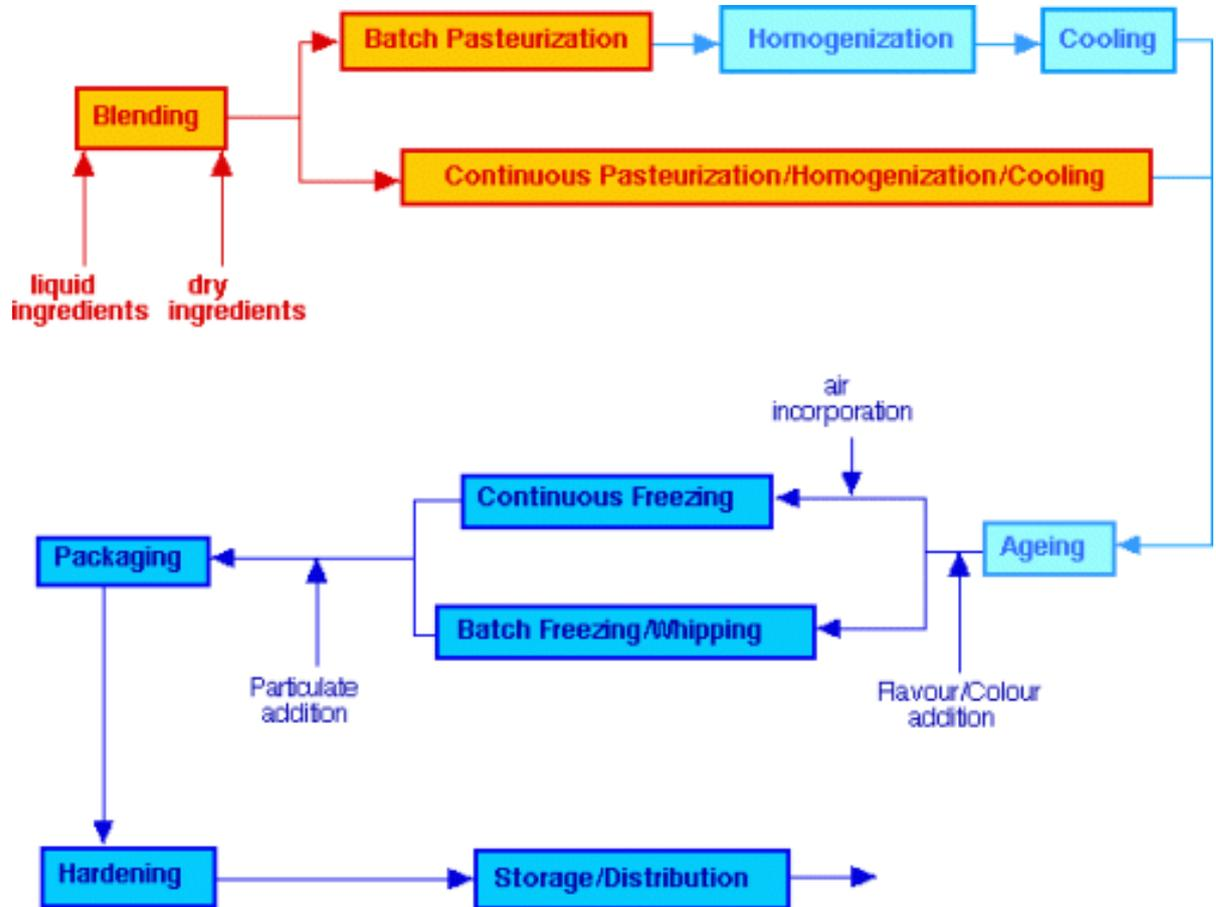 Batch Pasteurization
Homogenization
Cooling
Blending
Continuous Pasteurization/Homogenization/Cooling
liquid
ingredients
dry
ingredients
air
incorporation
Continuous Freezing
Ageing
Packaging
Batch Freezing/Whipping
Particulate
addition
Flavour/Colour
addition
Hardening
Storage/Distribution